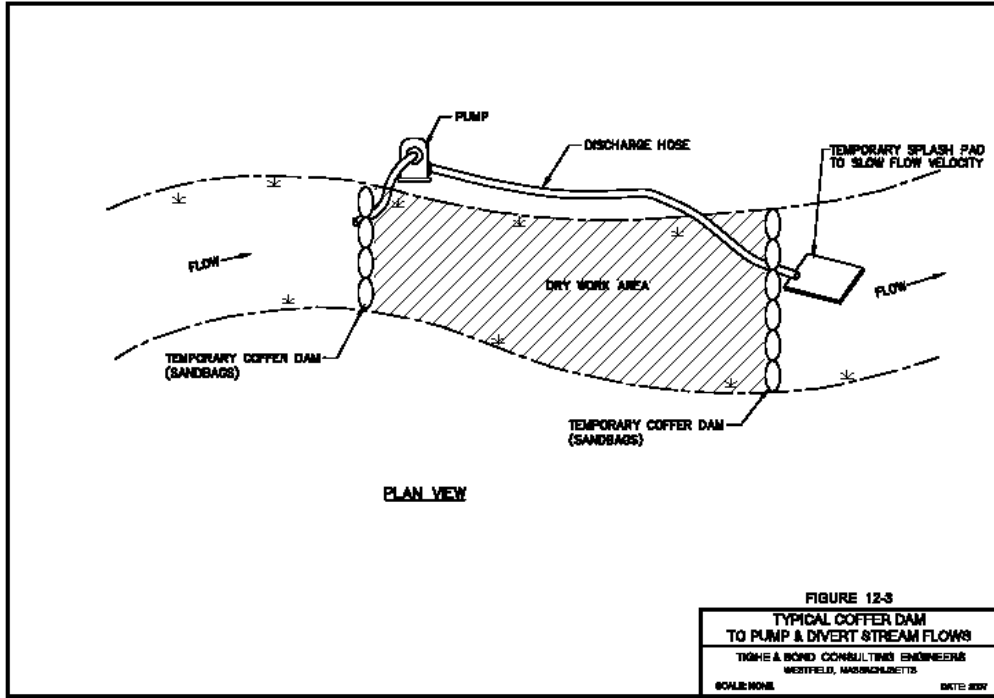 PUMP
DISCHARGE HOSE
TEMPORARY SPLASH PAD
TO SLOW FLOW VELOCITY
FLOW
DRY WORK AREA
FLOW
TEMPORARY COFFER DAM
(SANDBAGS)
TEMPORARY COFFER DAM
(SANDBAGS)
PLAN VIEW
FIGURE 12-3
TYPICAL COFFER DAM
TO PUMP & DIVERT STREAM FLOWS
TIGHE & BOND CONSULTING ENGINEERS
WESTFIELD, MASSACHUSETTS
SCALE: NONE DATE: 2007